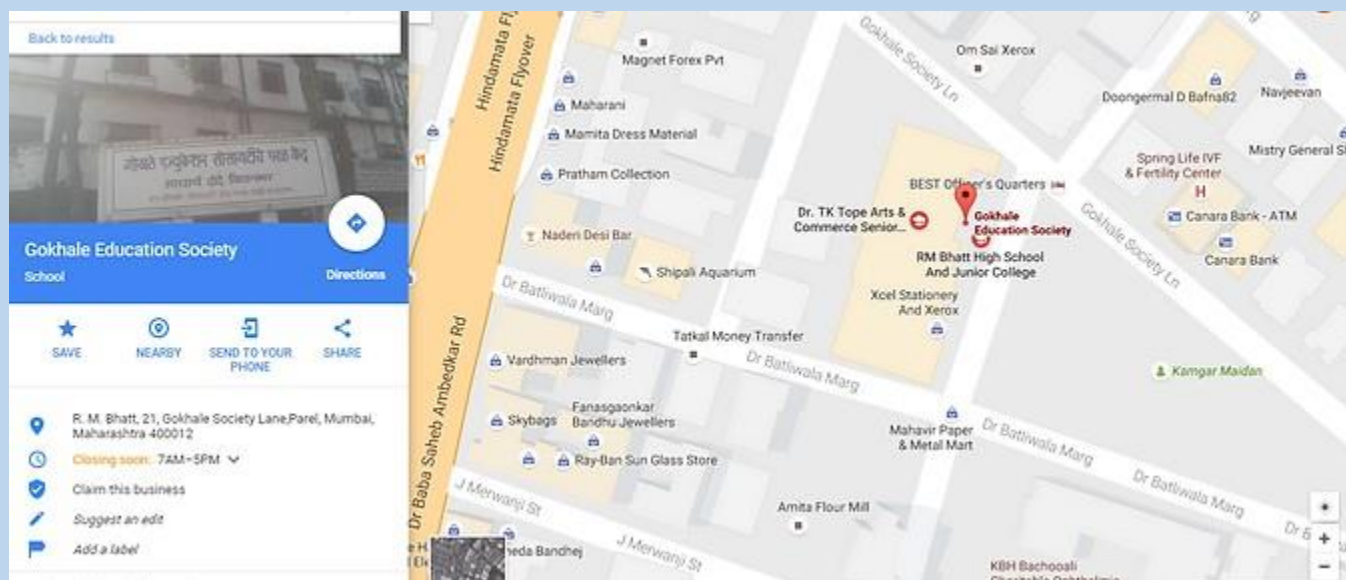 Back to results
गोखले एज्युकेशन सोसायटीचे
Gokhale Education Society
School
Directions
SAVE
NEARBY
SEND TO YOUR
PHONE
SHARE
R. M. Bhatt, 21, Gokhale Society Lane,Parel, Mumbai,
Maharashtra 400012
Closing soon: 7AM–5PM
Claim this business
Suggest an edit
Add a label
Hindamata Flyover
Hindamata Flyover
Magnet Forex Pvt
Maharani
Mamita Dress Material
Pratham Collection
Naden Desi Bar
Shipali Aquarium
Dr Batliwala Marg
Tatkal Money Transfer
Dr Batliwala Marg
Vardhman Jewellers
Fanasgaonkar
Bandhu Jewellers
Skybags
Ray-Ban Sun Glass Store
Dr Baba Saheb Ambedkar Rd
J Merwanji St
J Merwanji St
Bandhej
Amita Flour Mill
Gokhale Society Ln
Om Sai Xerox
Doongermal D Bafna82
Navjeevan
Mistry General
Spring Life IVF
& Fertility Center
H
BEST Officer's Quarters
Dr. TK Tope Arts &
Commerce Senior...
Gokhale
Education Society
RM Bhatt High School
And Junior College
Canara Bank - ATM
Canara Bank
Gokhale Society Ln
Xcel Stationery
And Xerox
Kamgar Maidan
Mahavir Paper
& Metal Mart
Dr Batliwala Marg
Dr Batliwala Marg
KBH Bachooali